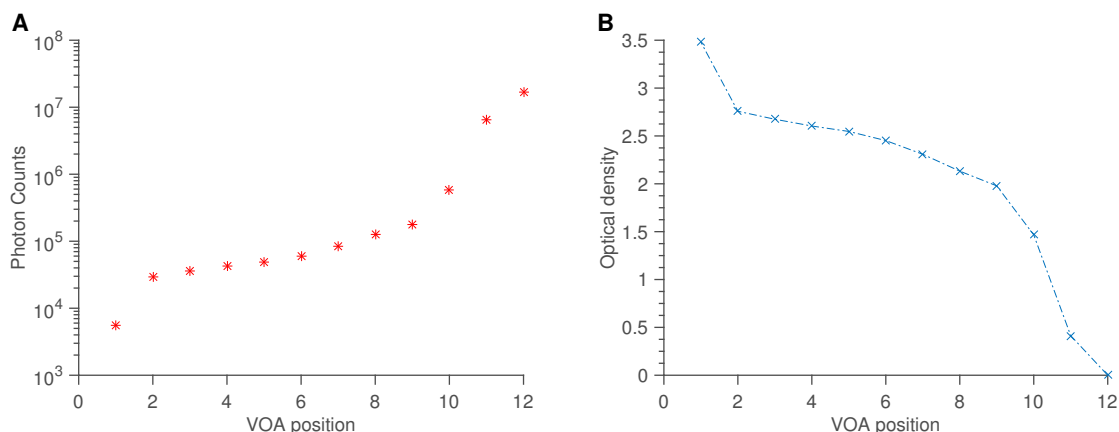 A
Photon Counts
10^8
10^7
10^6
10^5
10^4
10^3
0 2 4 6 8 10 12
VOA position
B
Optical density
3.5
3
2.5
2
1.5
1
0.5
0
0 2 4 6 8 10 12
VOA position